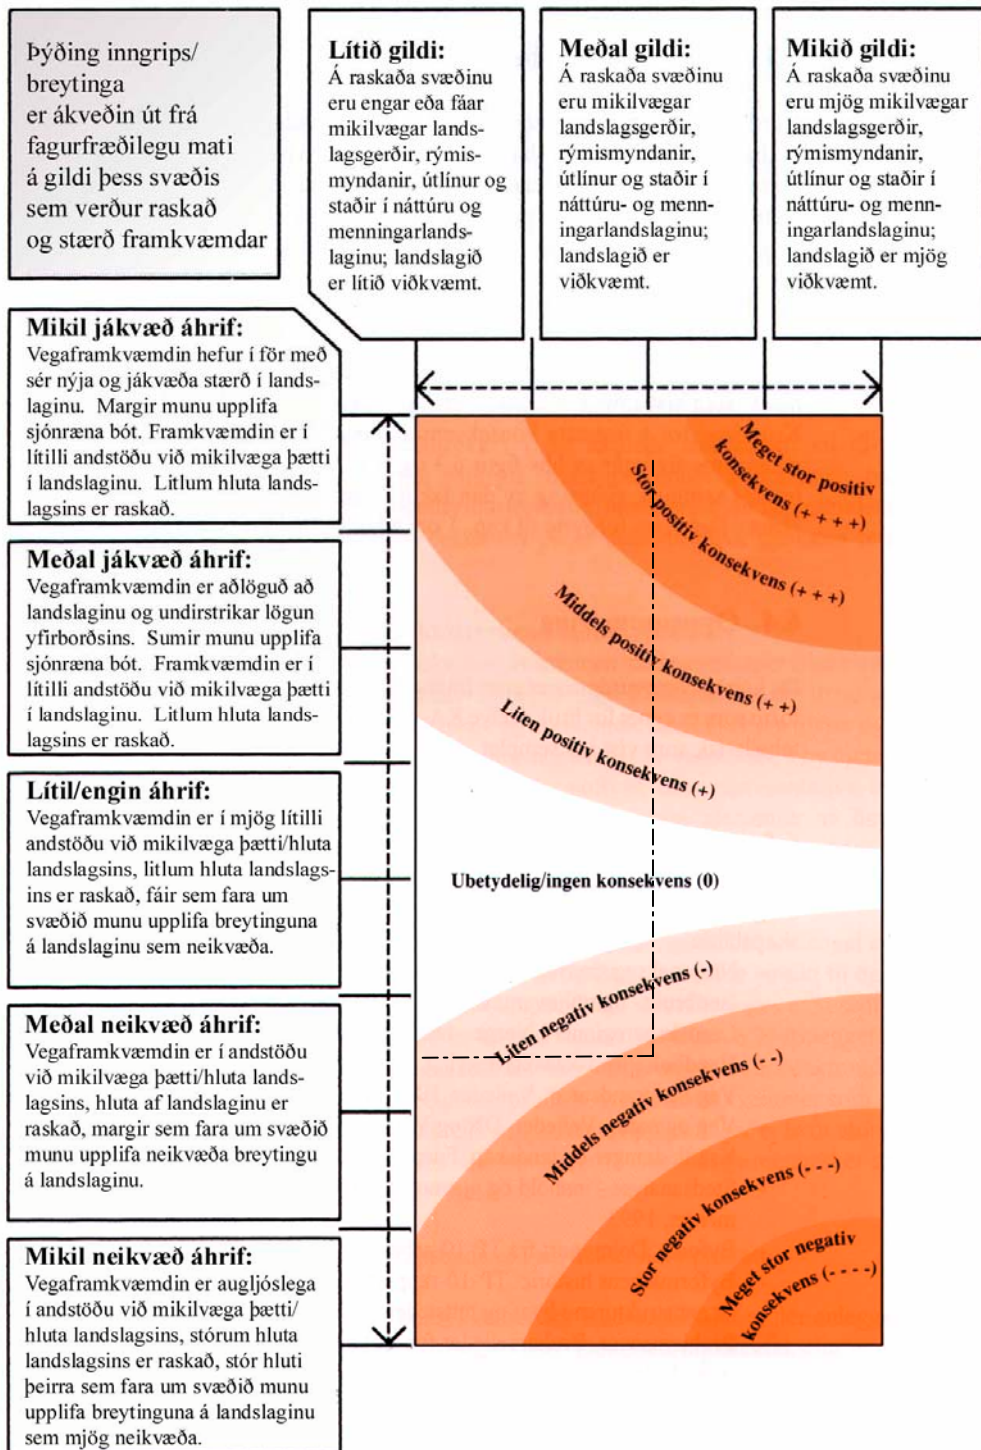 Þýðing inngrips/
breytinga
er ákveðin út frá
fagurfræðilegu mati
á gildi þess svæðis
sem verður raskað
og stærð framkvæmdar
Lítið gildi:
Á raskaða svæðinu
eru engar eða fáar
mikilvægar lands-
lagsgerðir, rýmis-
myndanir, útlínur og
staðir í náttúru og
menningarlands-
laginu; landslagið
er lítið viðkvæmt.
Meðal gildi:
Á raskaða svæðinu
eru mikilvægar
landslagsgerðir,
rýmismyndanir,
útlínur og staðir í
náttúru- og menn-
ingarlandslaginu;
landslagið er
viðkvæmt.
Mikið gildi:
Á raskaða svæðinu
eru mjög mikilvægar
landslagsgerðir,
rýmismyndanir,
útlínur og staðir í
náttúru- og menn-
ingarlandslaginu;
landslagið er mjög
viðkvæmt.
Mikil jákvæð áhrif:
Vegaframkvæmdin hefur í för með
sér nýja og jákvæða stærð í lands-
laginu. Margir munu upplifa
sjónræna bót. Framkvæmdin er í
lítilli andstöðu við mikilvæga þætti
í landslaginu. Litlum hluta land-
slagsins er raskað.
Meðal jákvæð áhrif:
Vegaframkvæmdin er aðlöguð að
landslaginu og undirstrikar lögun
yfirborðsins. Sumir munu upplifa
sjónræna bót. Framkvæmdin er í
lítilli andstöðu við mikilvæga þætti
í landslaginu. Litlum hluta lands-
lagsins er raskað.
Lítil/engin áhrif:
Vegaframkvæmdin er í mjög lítilli
andstöðu við mikilvæga þætti/hluta
landslagsins, litlum hluta landslags-
ins er raskað, fáir sem fara um
svæðið munu upplifa breytinguna
á landslaginu sem neikvæða.
Meðal neikvæð áhrif:
Vegaframkvæmdin er í andstöðu
við mikilvæga þætti/hluta lands-
lagsins, hluta af landslaginu er
raskað, margir sem fara um svæðið
munu upplifa neikvæða breytingu
á landslaginu.
Mikil neikvæð áhrif:
Vegaframkvæmdin er augljóslega
í andstöðu við mikilvæga þætti/
hluta landslagsins, stórum hluta
landslagsins er raskað, stór hluti
þeirra sem fara um svæðið munu
upplifa breytinguna á landslaginu
sem mjög neikvæða.
Meget stor positiv
konsekvens (+ + + +)
Stor positiv konsekvens (+ + +)
Middels positiv konsekvens (+ +)
Liten positiv konsekvens (+)
Ubetydelig/ingen konsekvens (0)
Liten negativ konsekvens (-)
Middels negativ konsekvens (- -)
Stor negativ konsekvens (- - -)
Meget stor negativ
konsekvens (- - - -)